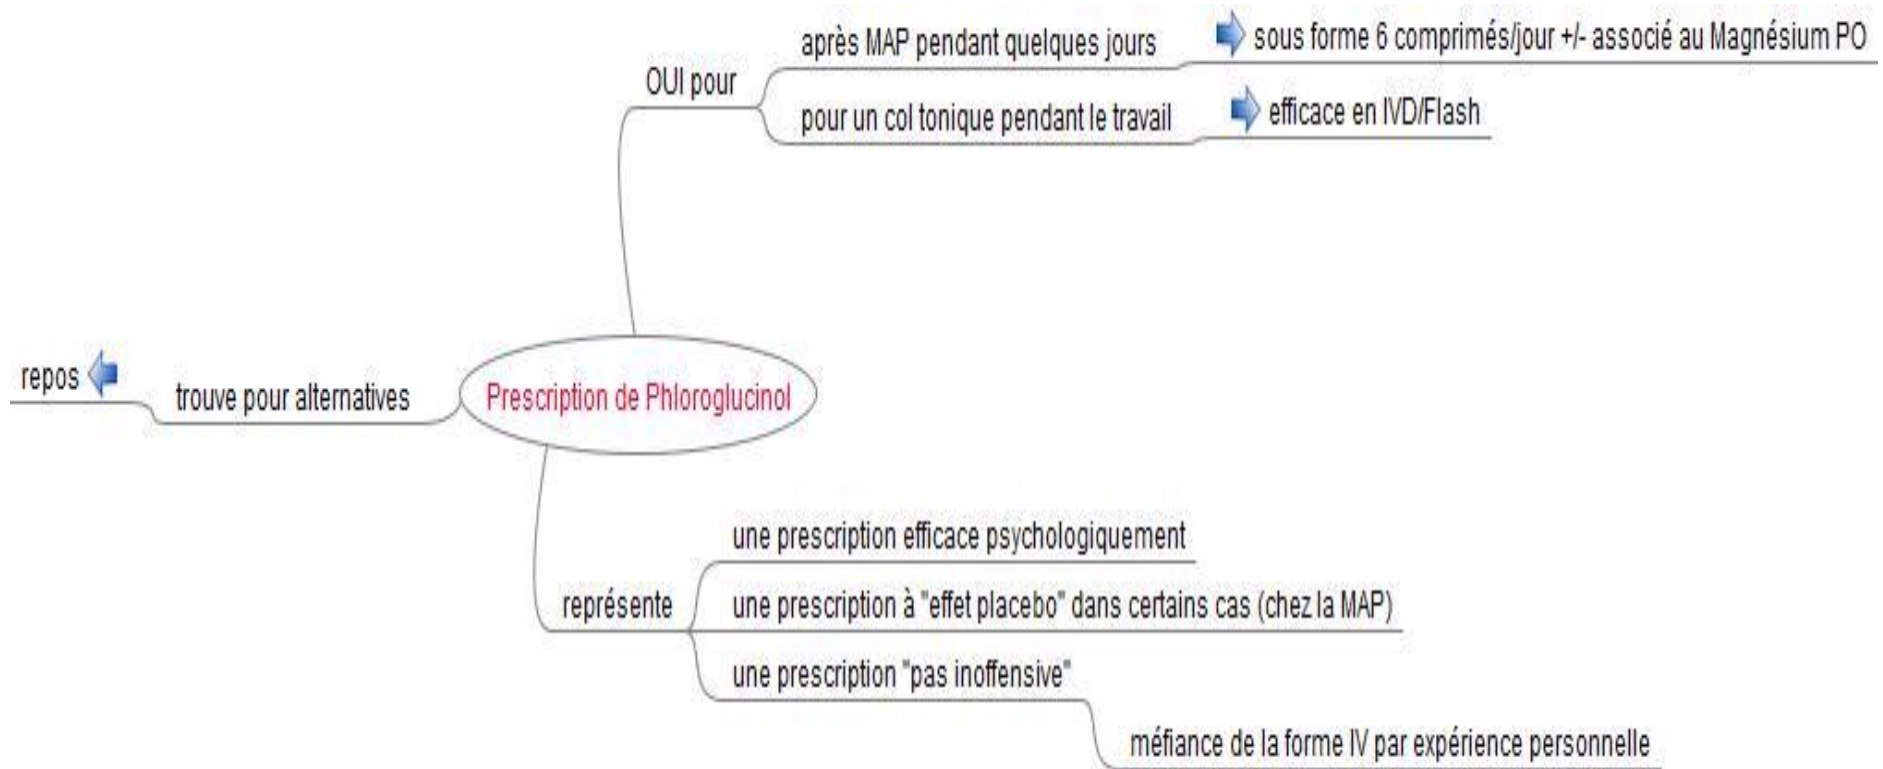 OUI pour
après MAP pendant quelques jours
sous forme 6 comprimés/jour +/- associé au Magnésium PO
pour un col tonique pendant le travail
efficace en IVD/Flash
Prescription de Phloroglucinol
trouve pour alternatives
repos
représente
une prescription efficace psychologiquement
une prescription à "effet placebo" dans certains cas (chez la MAP)
une prescription "pas inoffensive"
méfiance de la forme IV par expérience personnelle